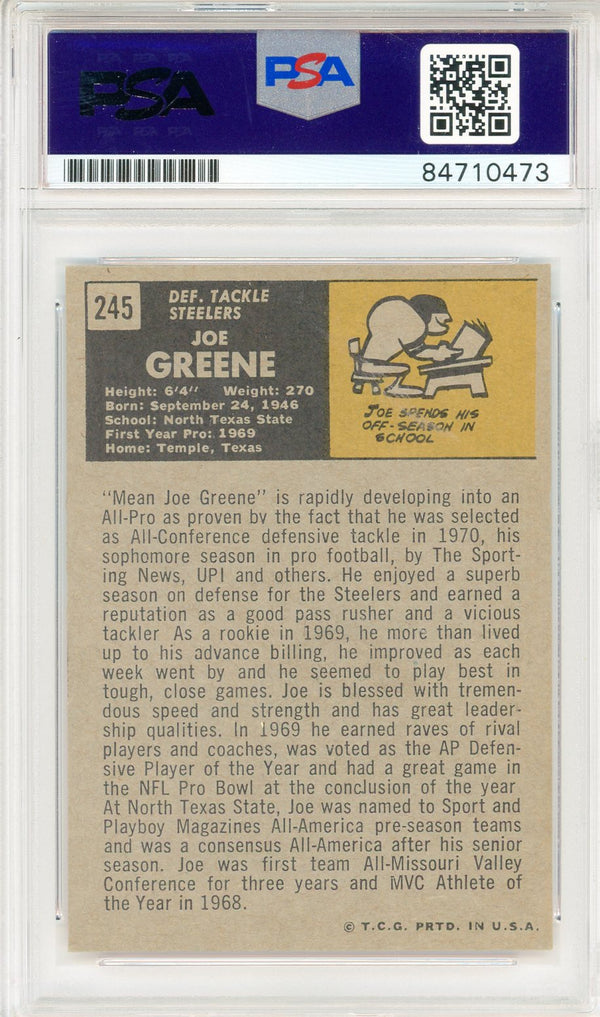 PSA
PSA
84710473
245
DEF. TACKLE
STEELERS
JOE
GREENE
Height: 6'4" Weight: 270
Born: September 24, 1946
School: North Texas State
First Year Pro: 1969
Home: Temple, Texas
JOE SPENDS HIS
OFF-SEASON IN
SCHOOL
"Mean Joe Greene" is rapidly developing into an
All-Pro as proven by the fact that he was selected
as All-Conference defensive tackle in 1970, his
sophomore season in pro football, by The Sport-
ing News, UPI and others. He enjoyed a superb
season on defense for the Steelers and earned a
reputation as a good pass rusher and a vicious
tackler As a rookie in 1969, he more than lived
up to his advance billing, he improved as each
week went by and he seemed to play best in
tough, close games. Joe is blessed with tremen-
dous speed and strength and has great leader-
ship qualities. In 1969 he earned raves of rival
players and coaches, was voted as the AP Defen-
sive Player of the Year and had a great game in
the NFL Pro Bowl at the conclusion of the year
At North Texas State, Joe was named to Sport and
Playboy Magazines All-America pre-season teams
and was a consensus All-America after his senior
season. Joe was first team All-Missouri Valley
Conference for three years and MVC Athlete of
the Year in 1968.
© T.C.G. PRTD. IN U.S.A.